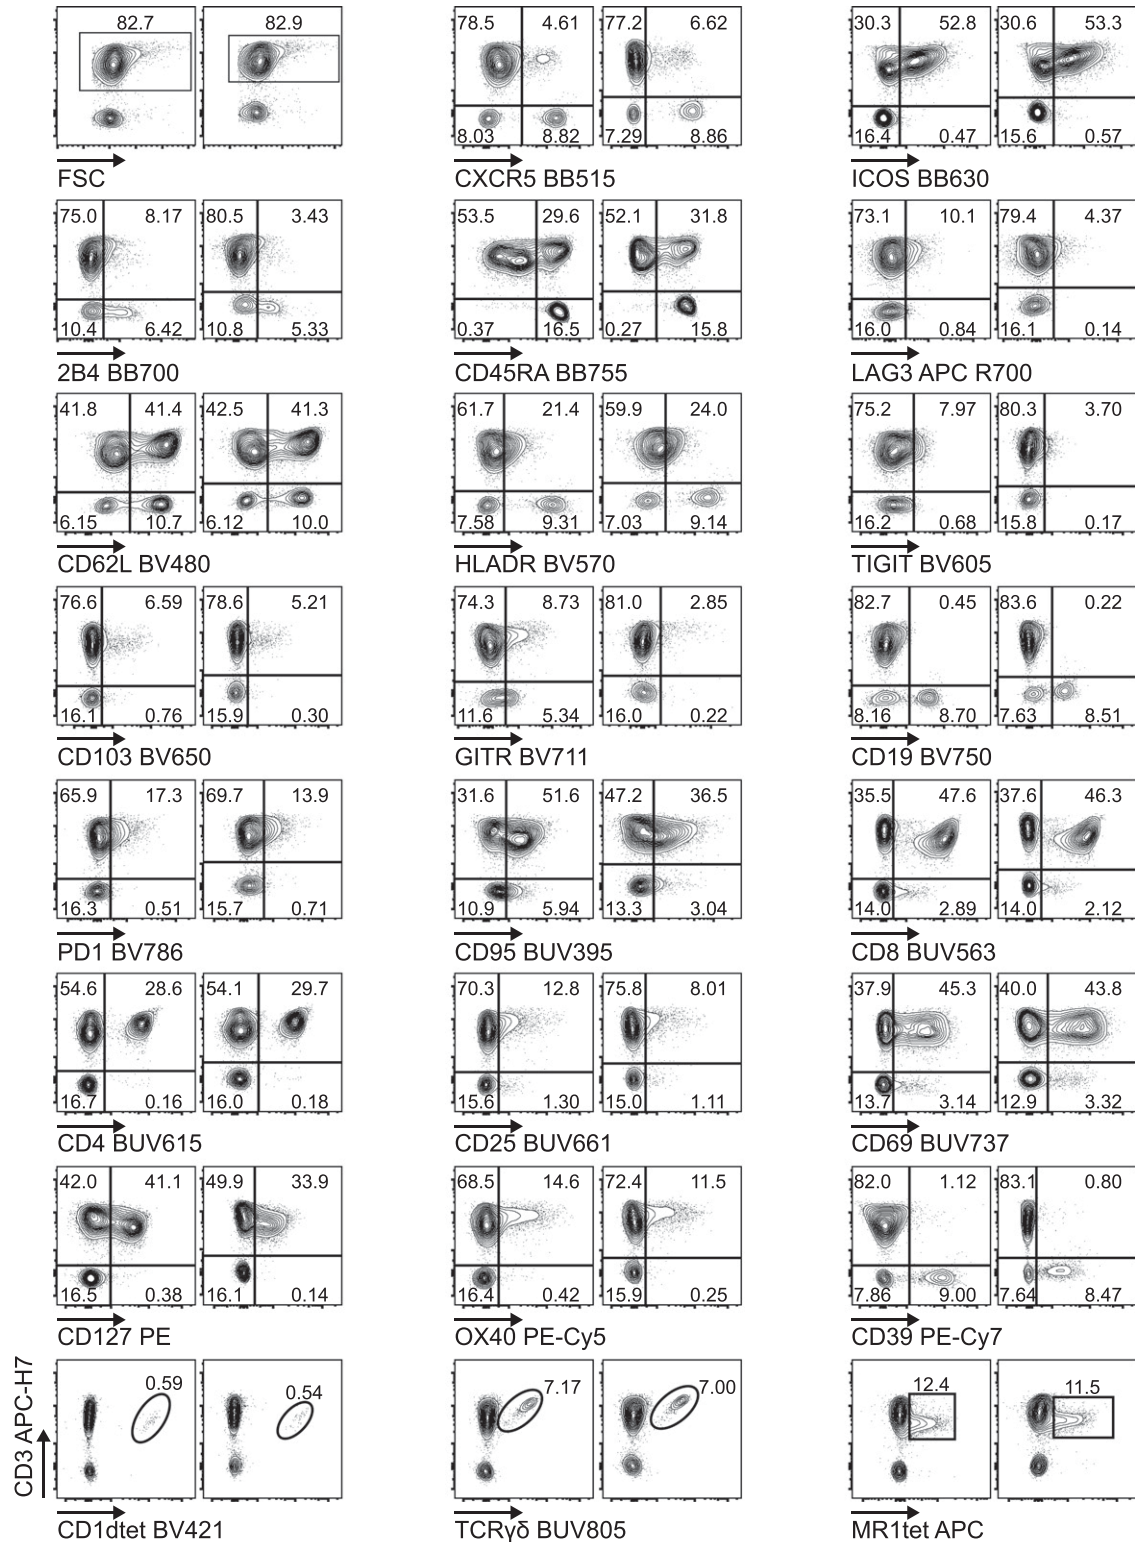 82.7 82.9 78.5 4.61 77.2 6.62 30.3 52.8 30.6 53.3
8.03 8.82 7.29 8.86 16.4 0.47 15.6 0.57
FSC CXCR5 BB515 ICOS BB630
75.0 8.17 80.5 3.43 53.5 29.6 52.1 31.8 73.1 10.1 79.4 4.37
10.4 6.42 10.8 5.33 0.37 16.5 0.27 15.8 16.0 0.84 16.1 0.14
2B4 BB700 CD45RA BB755 LAG3 APC R700
41.8 41.4 42.5 41.3 61.7 21.4 59.9 24.0 75.2 7.97 80.3 3.70
6.15 10.7 6.12 10.0 7.58 9.31 7.03 9.14 16.2 0.68 15.8 0.17
CD62L BV480 HLADR BV570 TIGIT BV605
76.6 6.59 78.6 5.21 74.3 8.73 81.0 2.85 82.7 0.45 83.6 0.22
16.1 0.76 15.9 0.30 11.6 5.34 16.0 0.22 8.16 8.70 7.63 8.51
CD103 BV650 GITR BV711 CD19 BV750
65.9 17.3 69.7 13.9 31.6 51.6 47.2 36.5 35.5 47.6 37.6 46.3
16.3 0.51 15.7 0.71 10.9 5.94 13.3 3.04 14.0 2.89 14.0 2.12
PD1 BV786 CD95 BUV395 CD8 BUV563
54.6 28.6 54.1 29.7 70.3 12.8 75.8 8.01 37.9 45.3 40.0 43.8
16.7 0.16 16.0 0.18 15.6 1.30 15.0 1.11 13.7 3.14 12.9 3.32
CD4 BUV615 CD25 BUV661 CD69 BUV737
42.0 41.1 49.9 33.9 68.5 14.6 72.4 11.5 82.0 1.12 83.1 0.80
16.5 0.38 16.1 0.14 16.4 0.42 15.9 0.25 7.86 9.00 7.64 8.47
CD127 PE OX40 PE-Cy5 CD39 PE-Cy7
0.59 0.54 7.17 7.00 12.4 11.5
CD3 APC-H7
CD1dtet BV421 TCRγδ BUV805 MR1tet APC